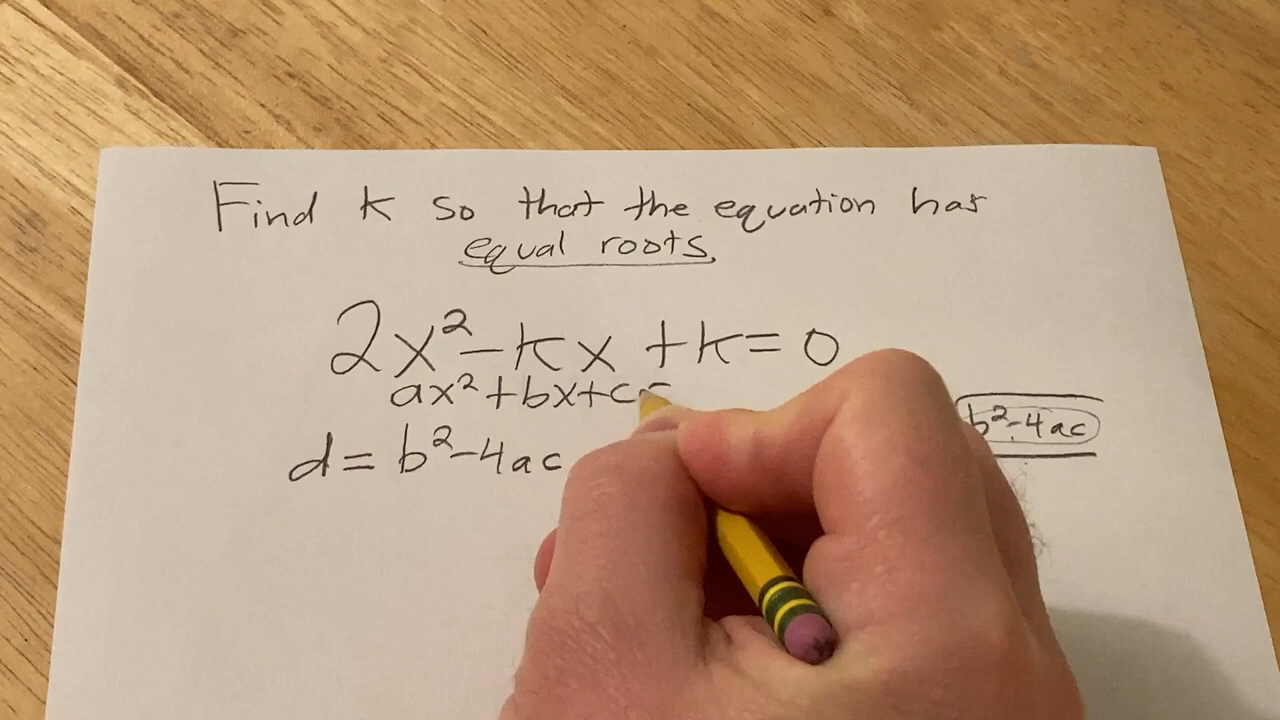 Find k so that the equation has
equal roots.
2x²-kx+k=0
ax²+bx+c=
d=b²-4ac
b²-4ac